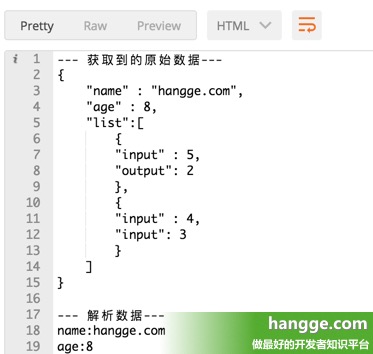 Pretty Raw Preview HTML
i 1 --- 获取到的原始数据---
2 {
3 "name" : "hangge.com",
4 "age" : 8,
5 "list":[
6 {
7 "input" : 5,
8 "output": 2
9 },
10 {
11 "input" : 4,
12 "input": 3
13 }
14 ]
15 }
16
17 --- 解析数据---
18 name:hangge.com
19 age:8
hangge.com
做最好的开发者知识平台